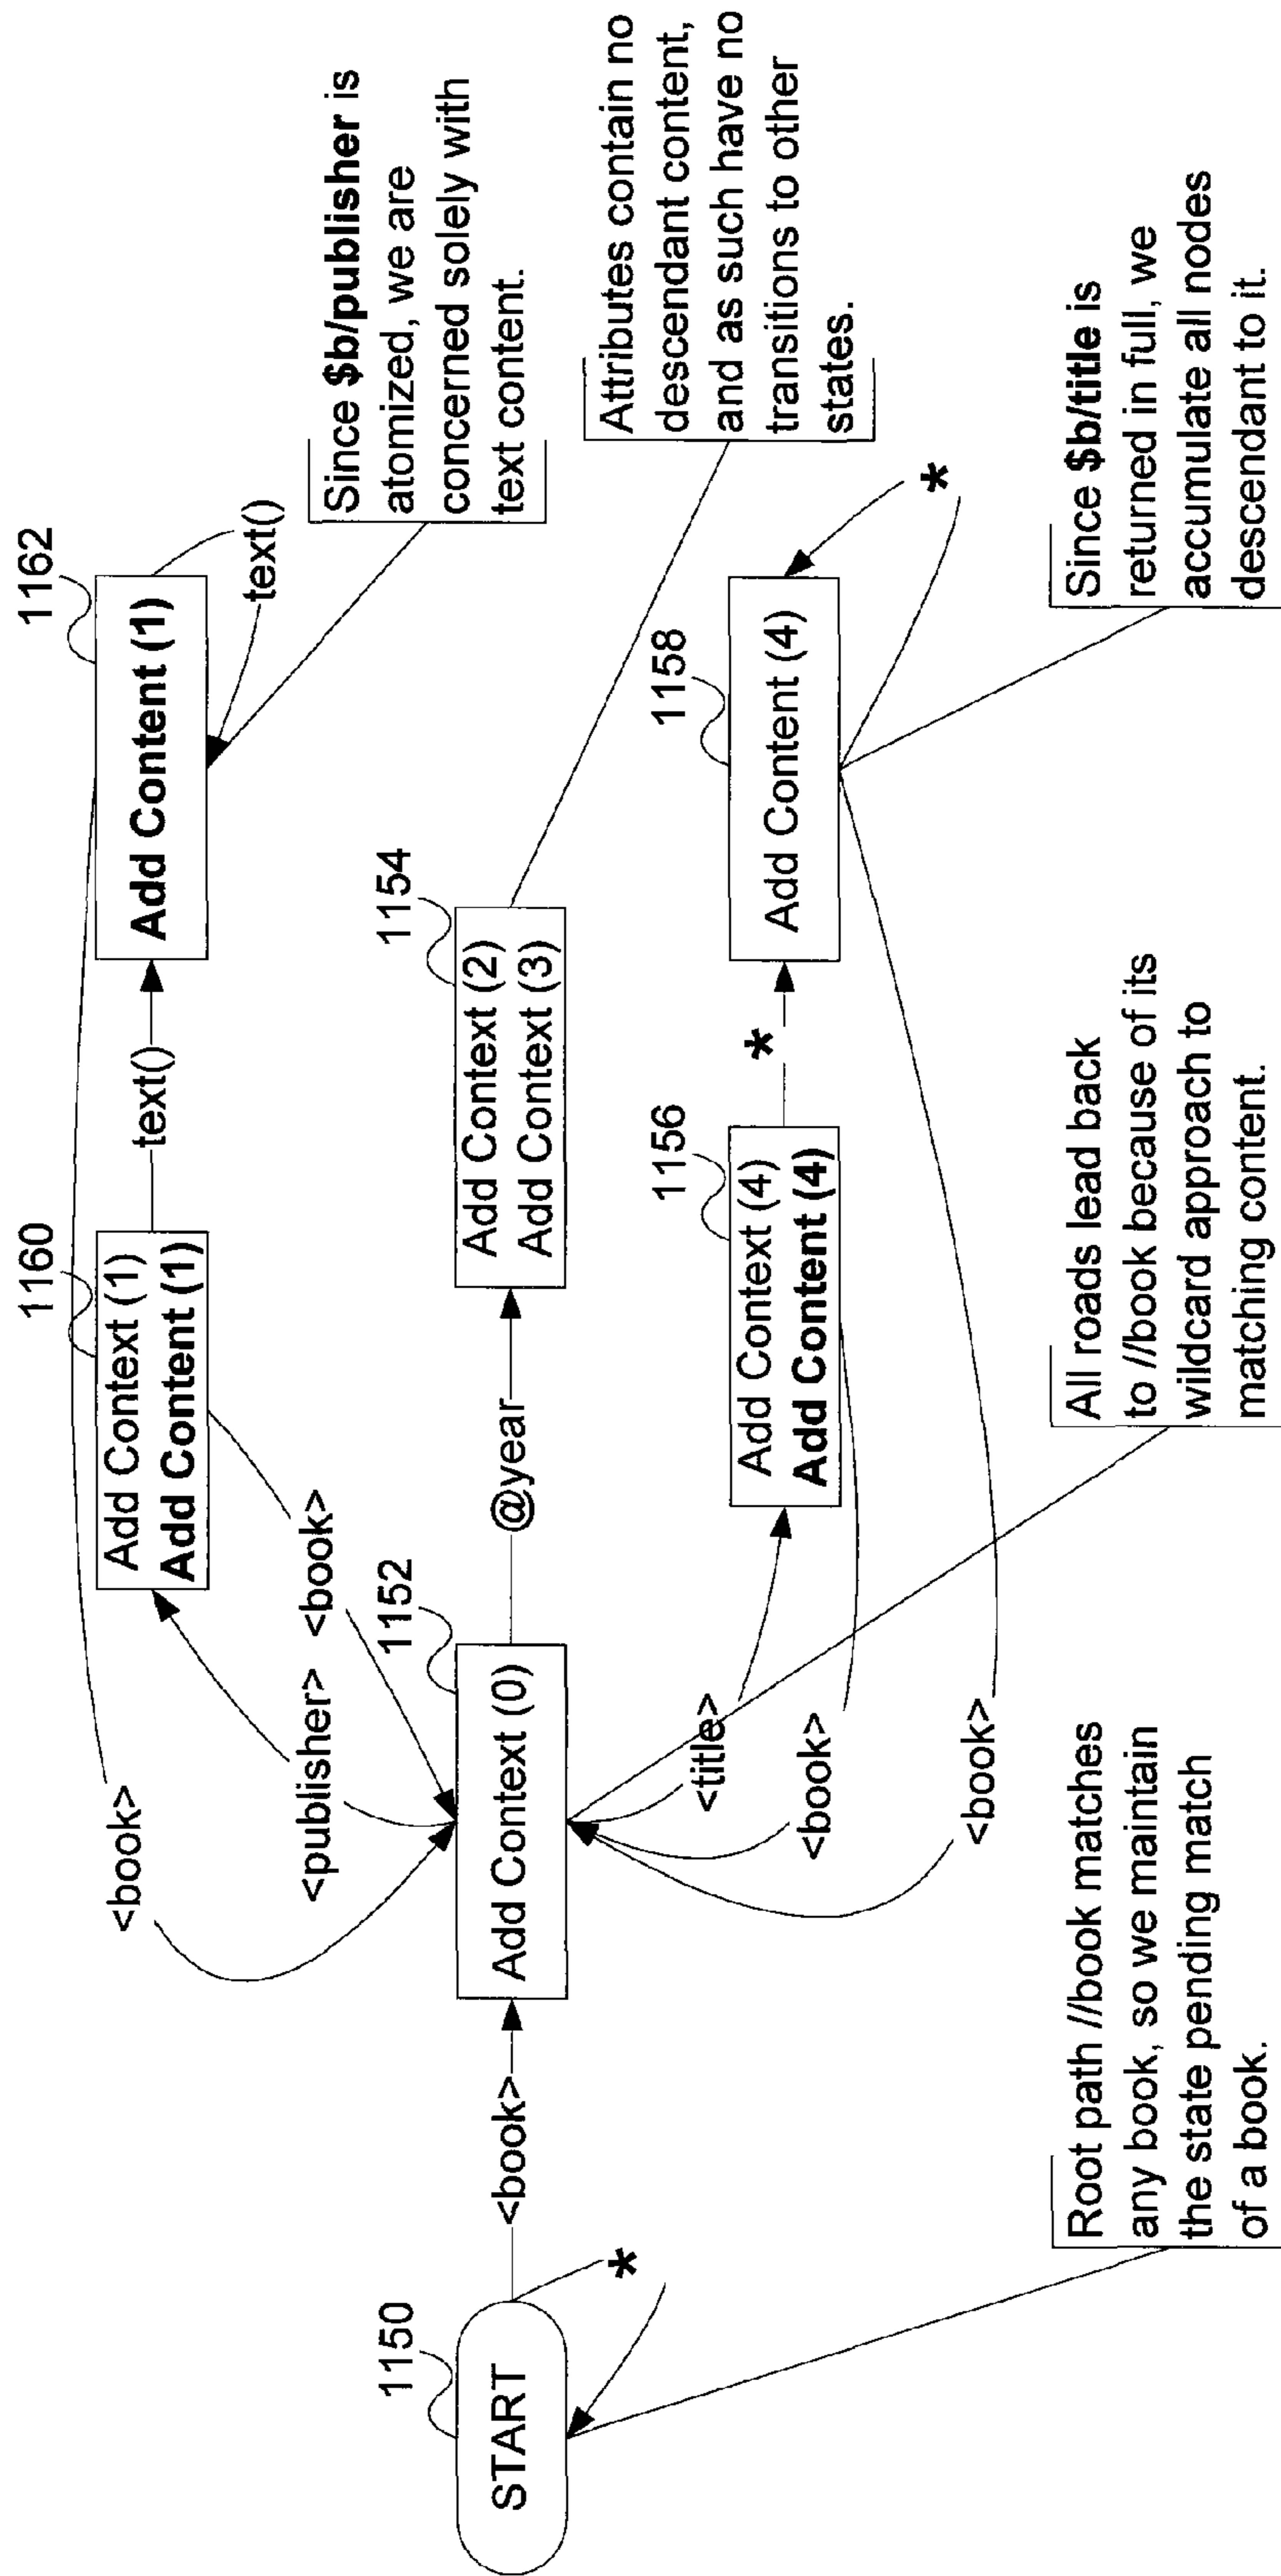 1162
1160
Add Context (1)
Add Content (1)
text()
Add Content (1)
text()
<book>
<publisher>
<book>
Since $b/publisher is
atomized, we are
concerned solely with
text content.
1150
START
*
<book>
1152
Add Context (0)
@year
1154
Add Context (2)
Add Context (3)
Attributes contain no
descendant content,
and as such have no
transitions to other
states.
<title>
<book>
<book>
1156
Add Context (4)
Add Content (4)
*
1158
Add Content (4)
*
Root path //book matches
any book, so we maintain
the state pending match
of a book.
All roads lead back
to //book because of its
wildcard approach to
matching content.
Since $b/title is
returned in full, we
accumulate all nodes
descendant to it.